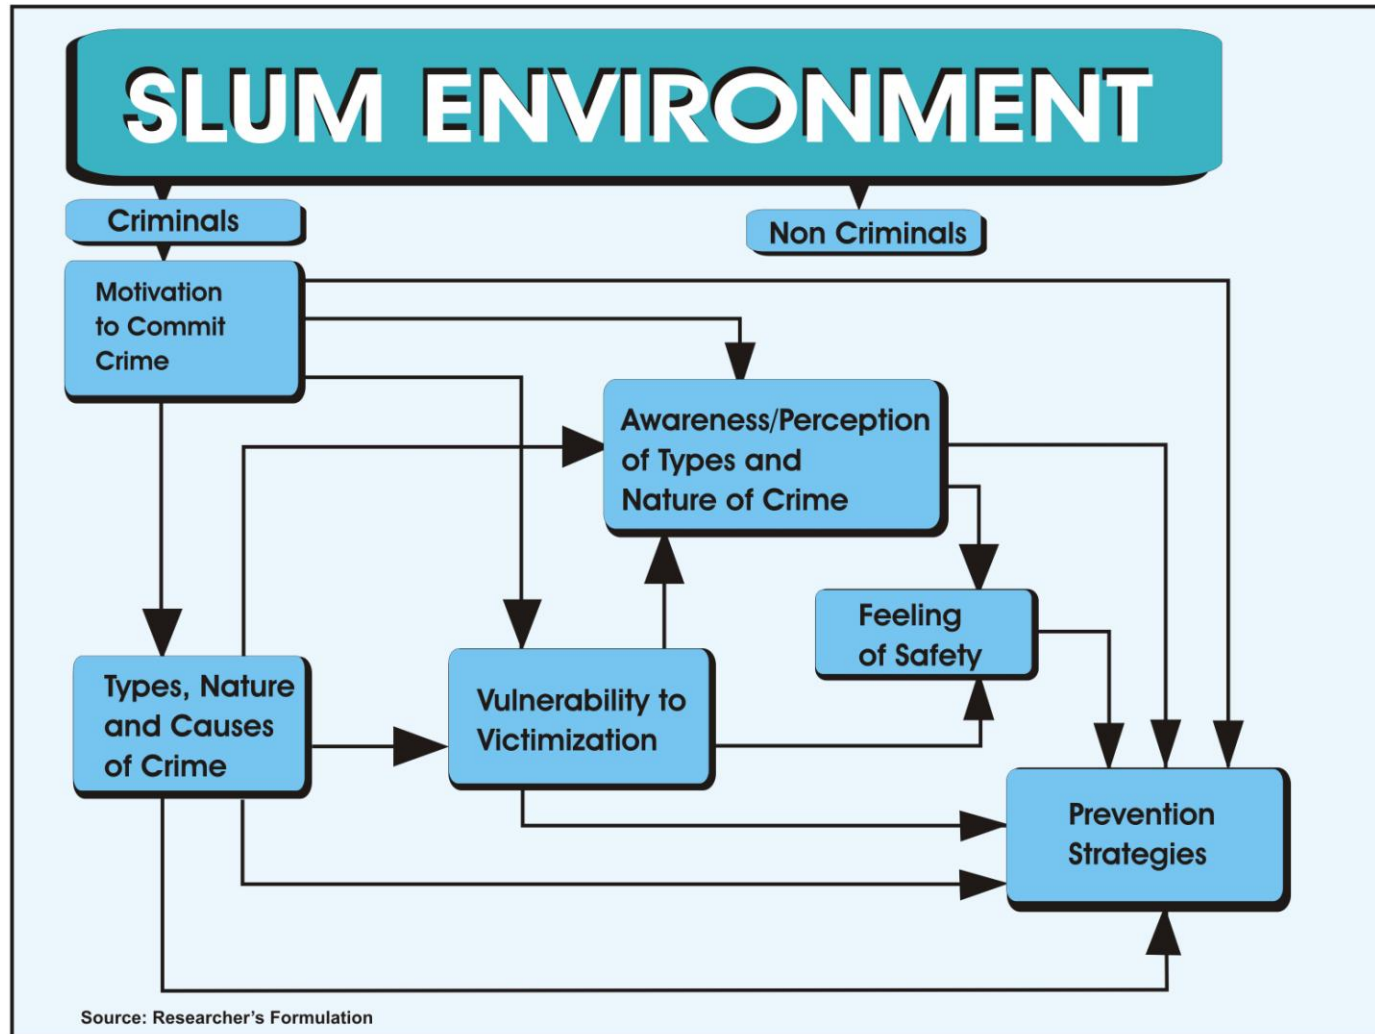 SLUM ENVIRONMENT
Criminals
Non Criminals
Motivation
to Commit
Crime
Awareness/Perception
of Types and
Nature of Crime
Feeling
of Safety
Types, Nature
and Causes
of Crime
Vulnerability to
Victimization
Prevention
Strategies
Source: Researcher's Formulation